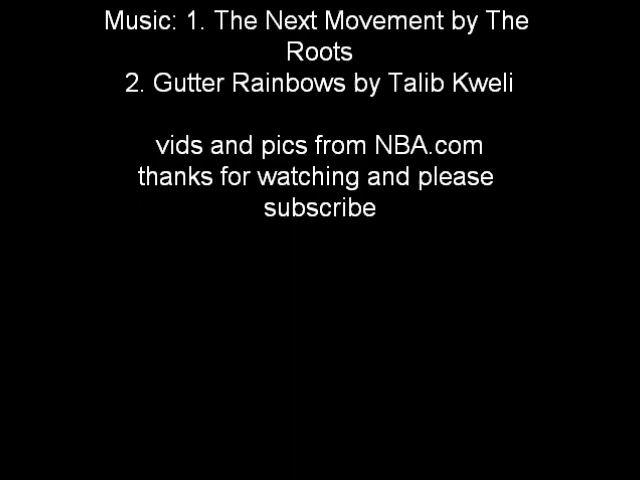 Music: 1. The Next Movement by The
Roots
2. Gutter Rainbows by Talib Kweli
vids and pics from NBA.com
thanks for watching and please
subscribe